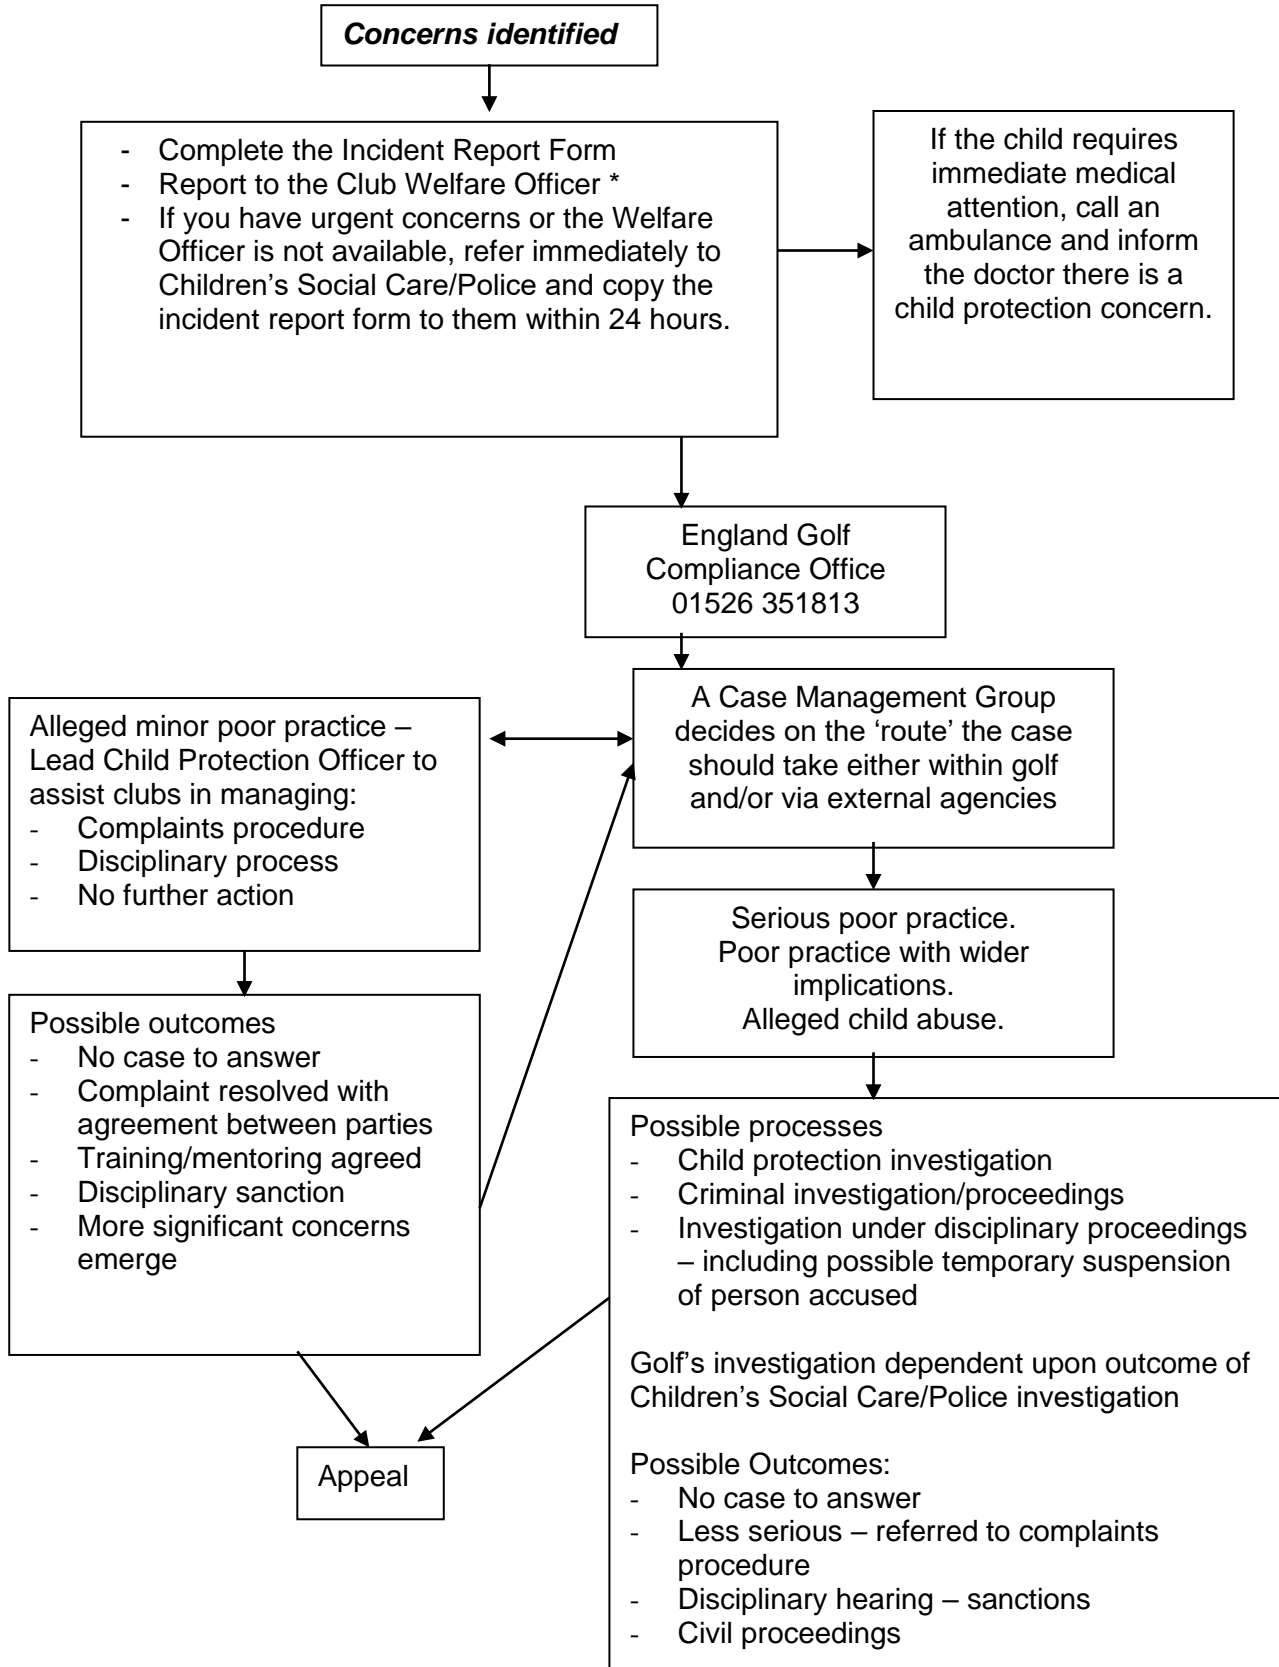 Concerns identified
- Complete the Incident Report Form
- Report to the Club Welfare Officer *
- If you have urgent concerns or the Welfare
Officer is not available, refer immediately to
Children’s Social Care/Police and copy the
incident report form to them within 24 hours.
If the child requires
immediate medical
attention, call an
ambulance and inform
the doctor there is a
child protection concern.
England Golf
Compliance Office
01526 351813
A Case Management Group
decides on the ‘route’ the case
should take either within golf
and/or via external agencies
Alleged minor poor practice –
Lead Child Protection Officer to
assist clubs in managing:
- Complaints procedure
- Disciplinary process
- No further action
Serious poor practice.
Poor practice with wider
implications.
Alleged child abuse.
Possible outcomes
- No case to answer
- Complaint resolved with
agreement between parties
- Training/mentoring agreed
- Disciplinary sanction
- More significant concerns
emerge
Possible processes
- Child protection investigation
- Criminal investigation/proceedings
- Investigation under disciplinary proceedings
– including possible temporary suspension
of person accused
Golf’s investigation dependent upon outcome of
Children’s Social Care/Police investigation
Possible Outcomes:
- No case to answer
- Less serious – referred to complaints
procedure
- Disciplinary hearing – sanctions
- Civil proceedings
Appeal